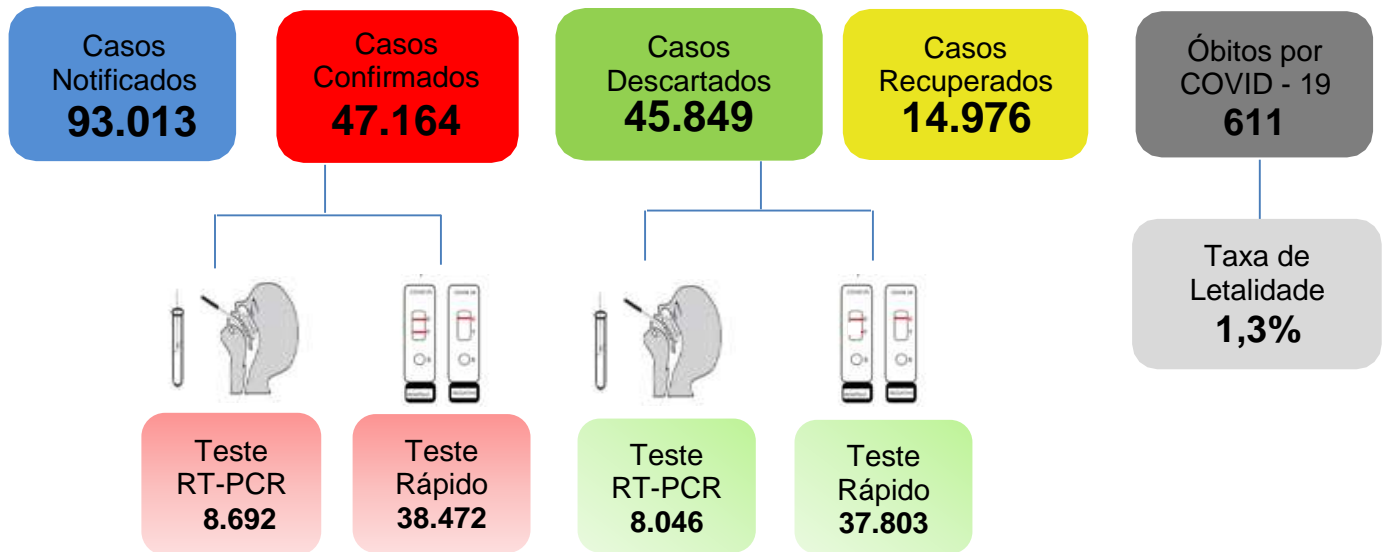 Casos
Notificados
93.013
Casos
Confirmados
47.164
Casos
Descartados
45.849
Casos
Recuperados
14.976
Óbitos por
COVID - 19
611
Taxa de
Letalidade
1,3%
Teste
RT-PCR
8.692
Teste
Rápido
38.472
Teste
RT-PCR
8.046
Teste
Rápido
37.803